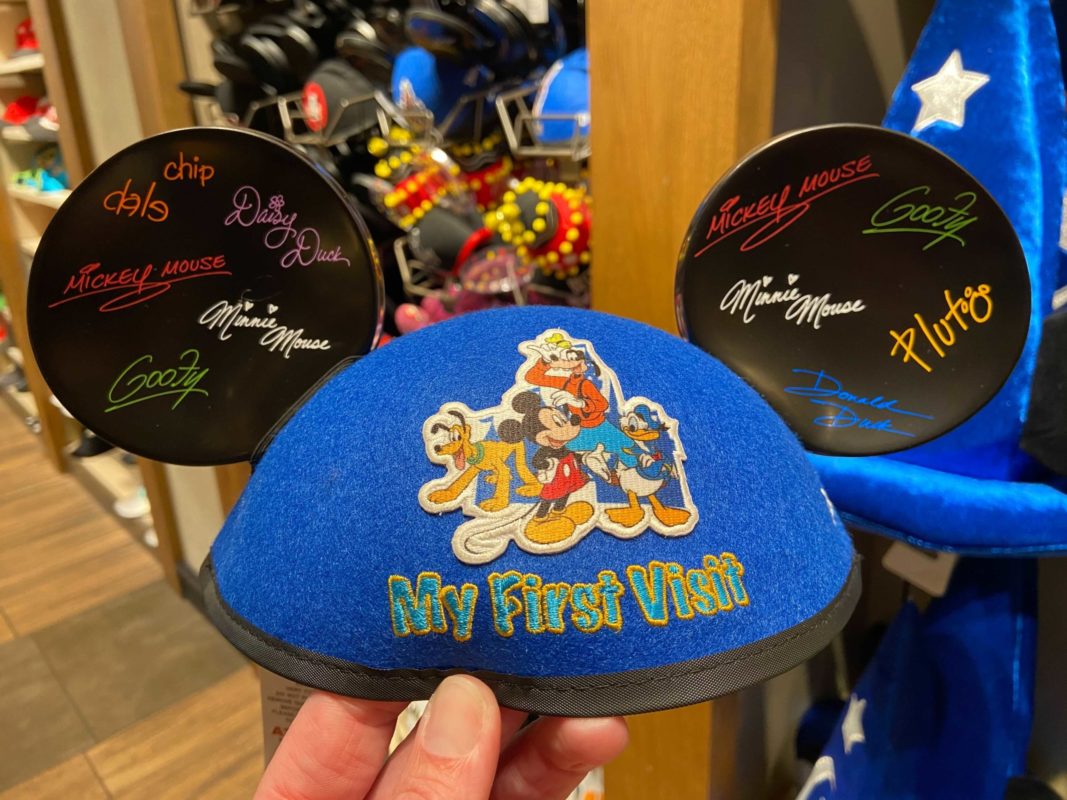 chip
dale
Daisy
Duck
MICKEY MOUSE
Minnie
Mouse
GOOFY
MICKEY MOUSE
GOOFY
Minnie
Mouse
Pluto
Donald
Duck
My First Visit